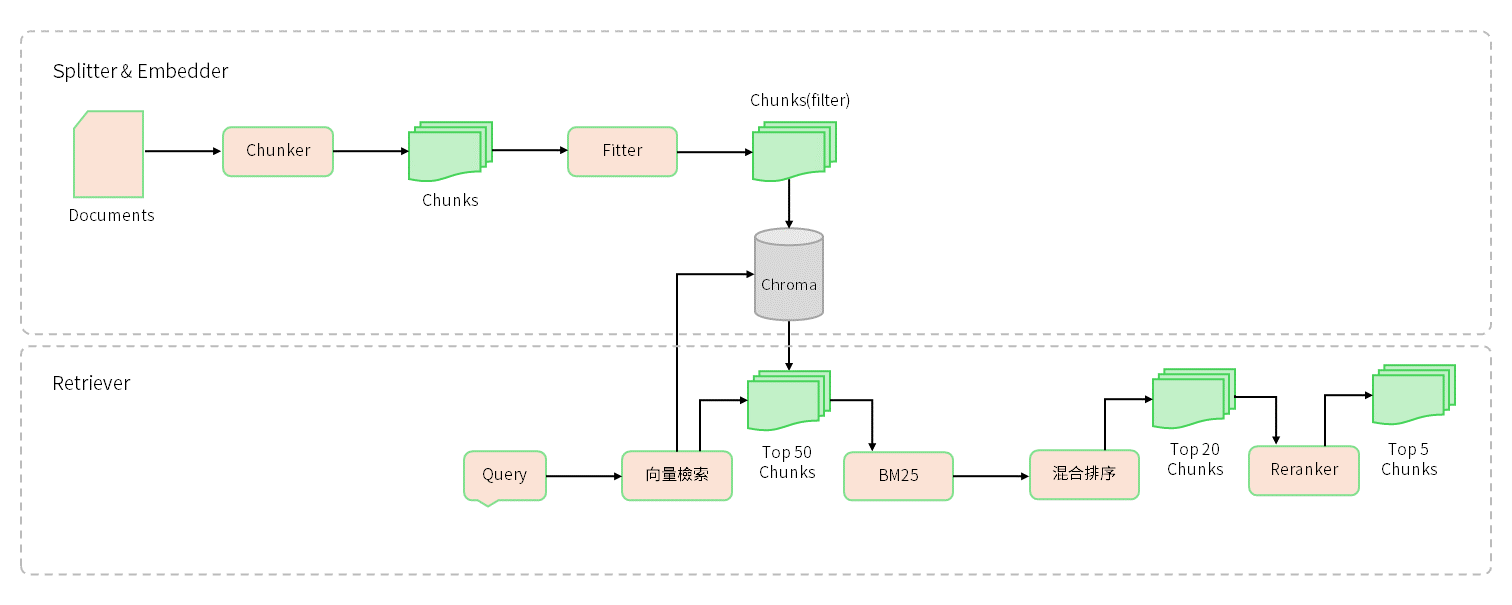 Splitter & Embedder
Chunks(filter)
Chunker
Fitter
Chunks
Documents
Chroma
Retriever
Top 50
Chunks
Top 20
Chunks
Top 5
Chunks
Query
向量檢索
BM25
混合排序
Reranker